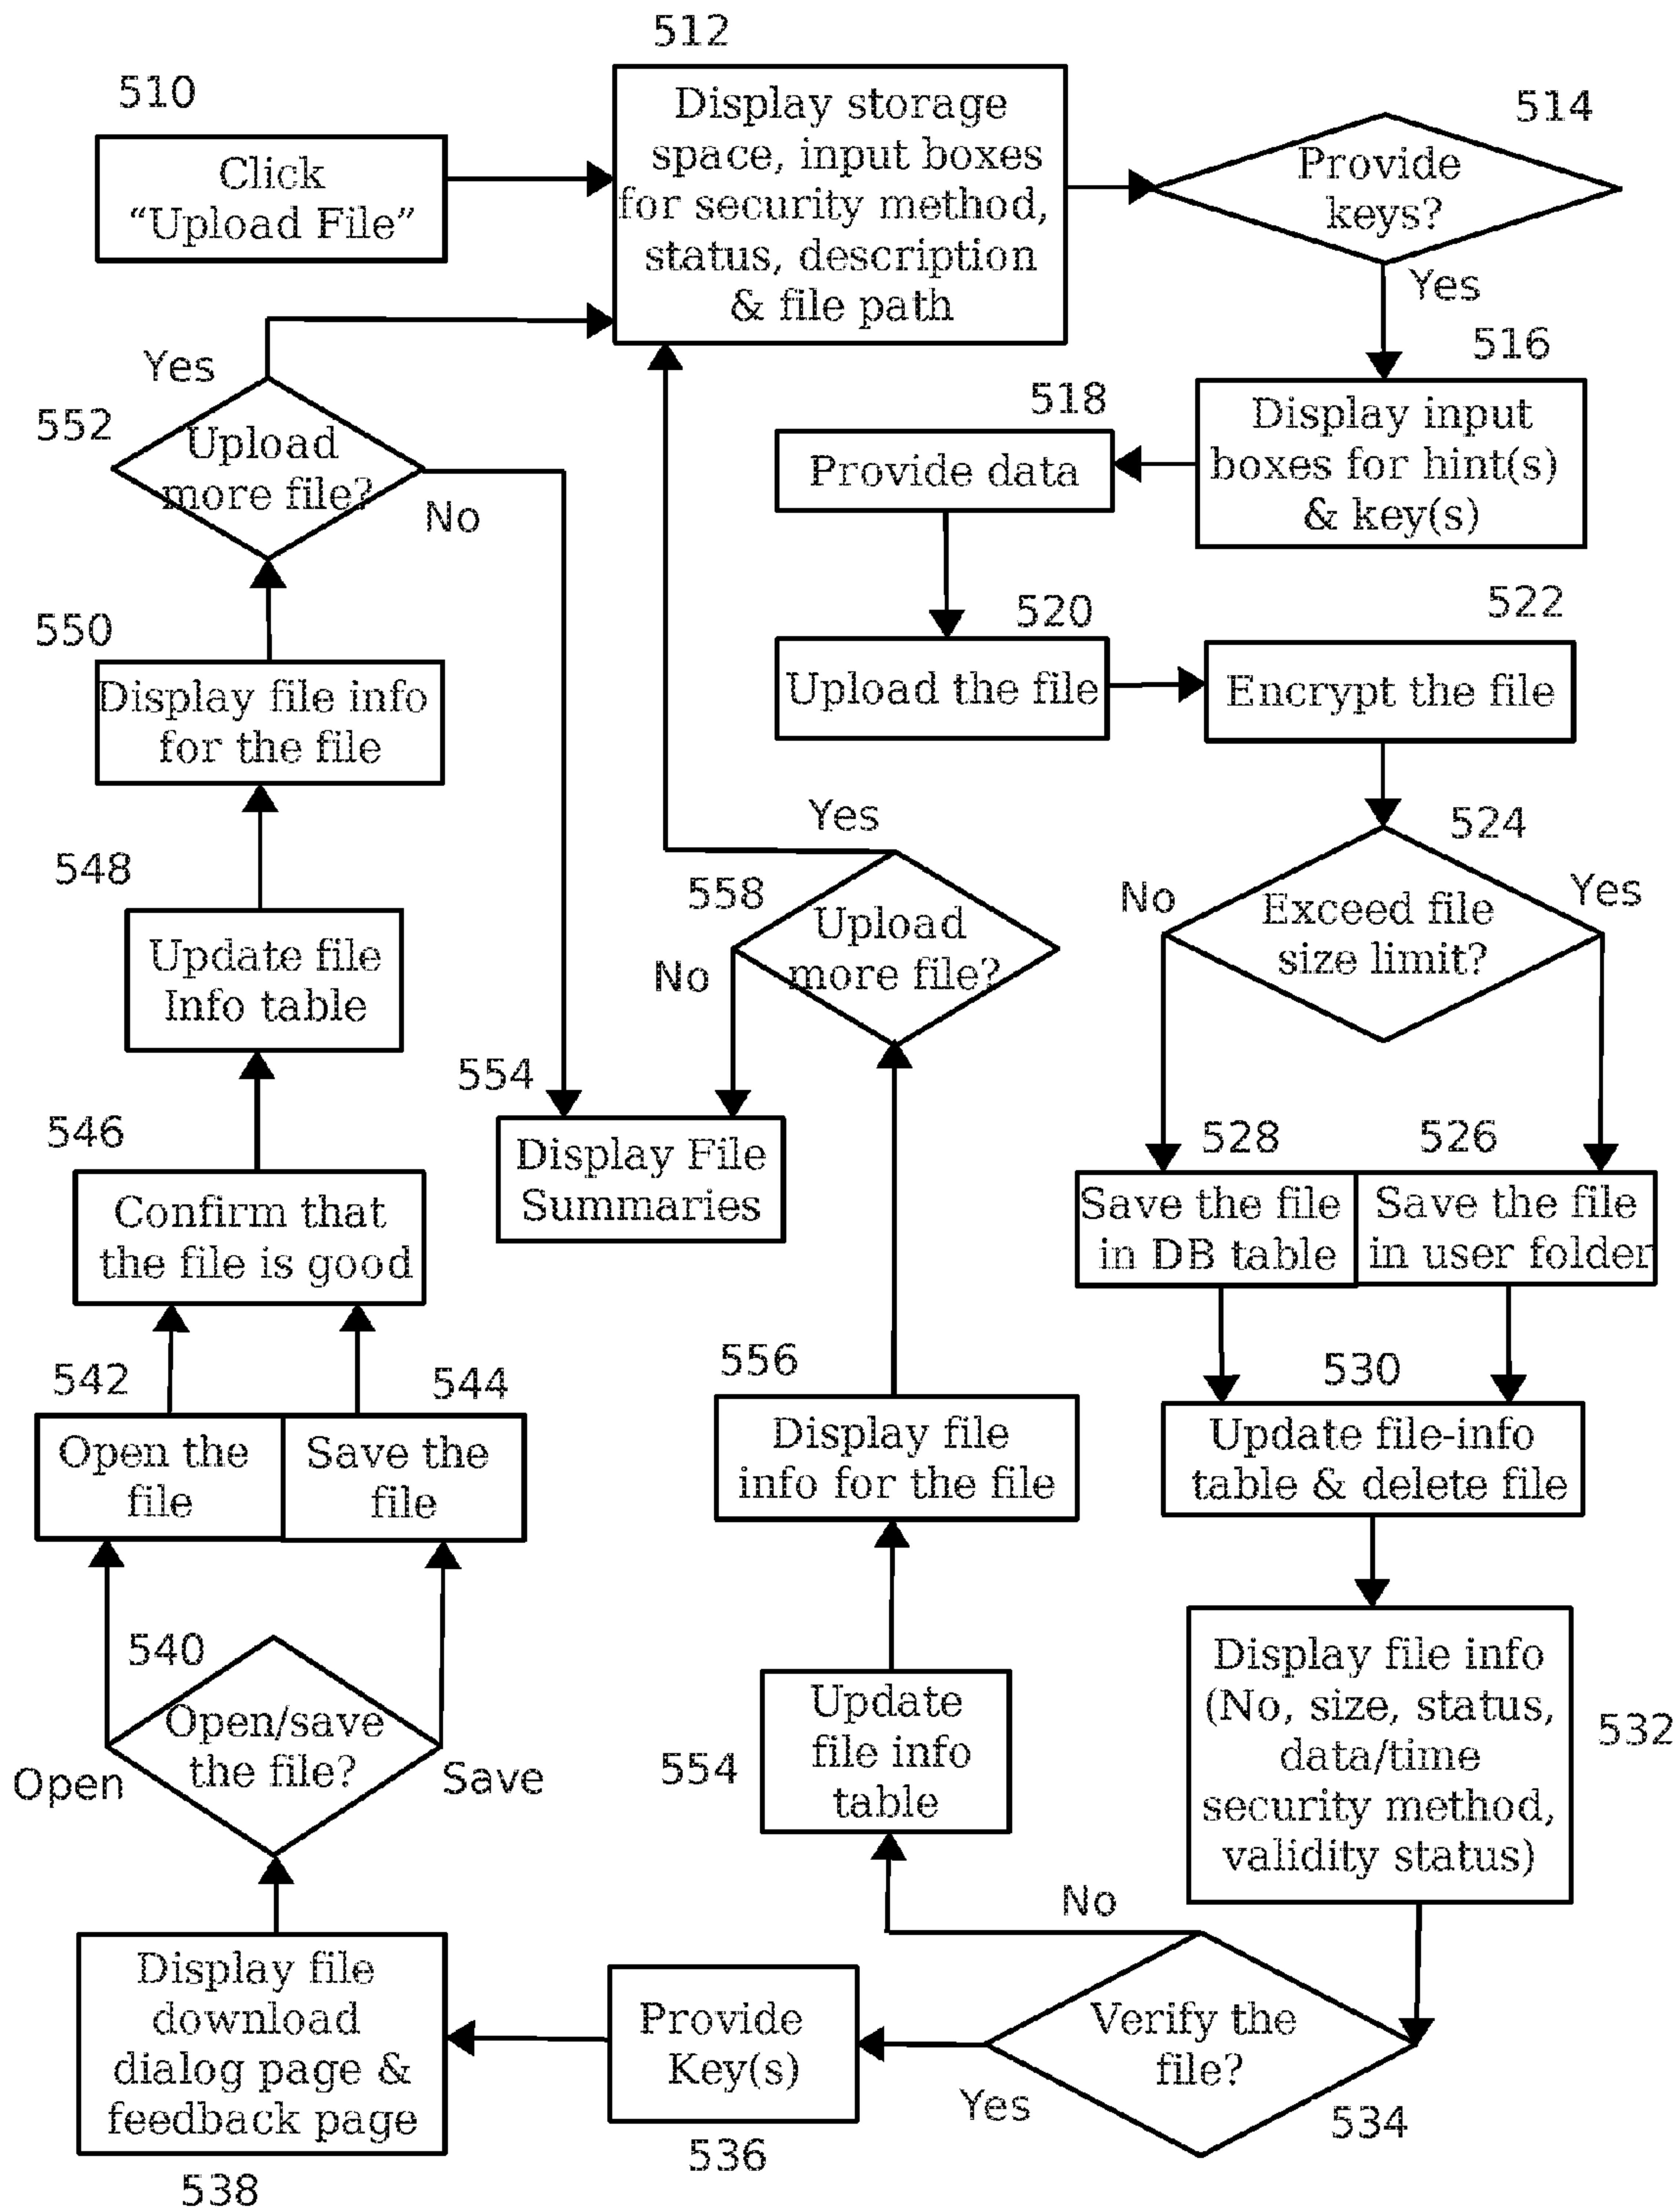 512
510
Click
“Upload File”
Display storage
space, input boxes
for security method,
status, description
& file path
514
Provide
keys?
Yes
516
Display input
boxes for hint(s)
& key(s)
518
Provide data
520
Upload the file
522
Encrypt the file
524
Exceed file
size limit?
No
Yes
528
Save the file
in DB table
526
Save the file
in user folder
530
Update file-info
table & delete file
532
Display file info
(No, size, status,
data/time
security method,
validity status)
534
Verify the
file?
No
Yes
536
Provide
Key(s)
538
Display file
download
dialog page &
feedback page
540
Open/save
the file?
Open
Save
542
Open the
file
544
Save the
file
546
Confirm that
the file is good
548
Update file
Info table
550
Display file info
for the file
552
Upload
more file?
Yes
No
554
Display File
Summaries
554
Update
file info
table
556
Display file
info for the file
558
Upload
more file?
Yes
No